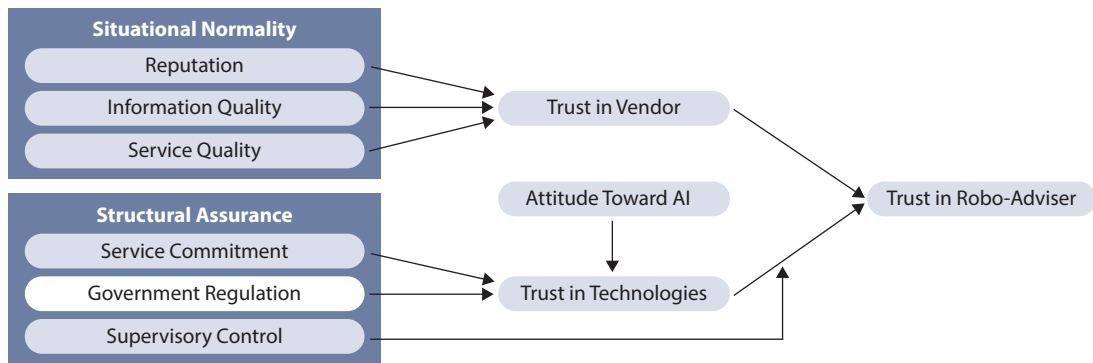 Situational Normality
Reputation
Information Quality
Service Quality
Trust in Vendor
Structural Assurance
Service Commitment
Government Regulation
Supervisory Control
Attitude Toward AI
Trust in Technologies
Trust in Robo-Adviser